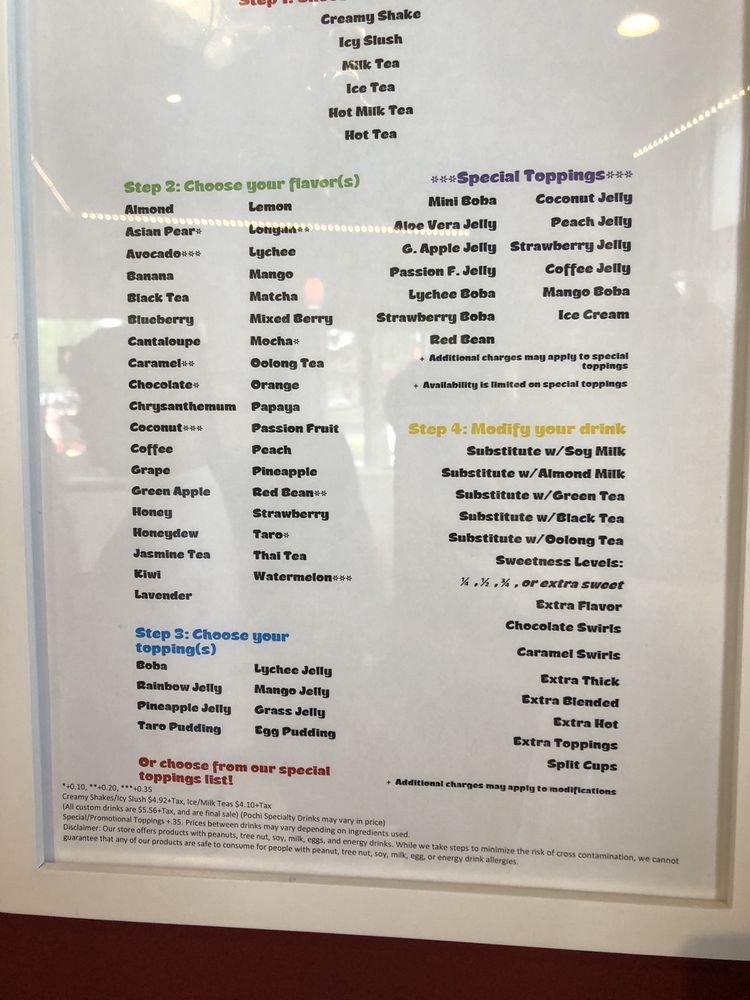 Step 1:
Creamy Shake
Icy Slush
Milk Tea
Ice Tea
Hot Milk Tea
Hot Tea
Step 2: Choose your flavor(s)
Almond
Asian Pear*
Avocado***
Banana
Black Tea
Blueberry
Cantaloupe
Caramel**
Chocolate*
Chrysanthemum
Coconut***
Coffee
Grape
Green Apple
Honey
Honeydew
Jasmine Tea
Kiwi
Lavender
Lemon
Longan**
Lychee
Mango
Matcha
Mixed Berry
Mocha*
Oolong Tea
Orange
Papaya
Passion Fruit
Peach
Pineapple
Red Bean**
Strawberry
Taro*
Thai Tea
Watermelon***
Step 3: Choose your
topping(s)
Boba
Rainbow Jelly
Pineapple Jelly
Taro Pudding
Lychee Jelly
Mango Jelly
Grass Jelly
Egg Pudding
Or choose from our special
toppings list!
***Special Toppings***
Mini Boba
Aloe Vera Jelly
G. Apple Jelly
Passion F. Jelly
Lychee Boba
Strawberry Boba
Red Bean
Coconut Jelly
Peach Jelly
Strawberry Jelly
Coffee Jelly
Mango Boba
Ice Cream
+ Additional charges may apply to special
toppings
+ Availability is limited on special toppings
Step 4: Modify your drink
Substitute w/Soy Milk
Substitute w/Almond Milk
Substitute w/Green Tea
Substitute w/Black Tea
Substitute w/Oolong Tea
Sweetness Levels:
¼ , ½ , ¾ , or extra sweet
Extra Flavor
Chocolate Swirls
Caramel Swirls
Extra Thick
Extra Blended
Extra Hot
Extra Toppings
Split Cups
+ Additional charges may apply to modifications
*+0.10, **+0.20, ***+0.35
Creamy Shakes/Icy Slush $4.92+Tax, Ice/Milk Teas $4.10+Tax
(All custom drinks are $5.56+Tax, and are final sale) (Pochi Specialty Drinks may vary in price)
Special/Promotional Toppings +.35. Prices between drinks may vary depending on ingredients used.
Disclaimer: Our store offers products with peanuts, tree nut, soy, milk, eggs, and energy drinks. While we take steps to minimize the risk of cross contamination, we cannot
guarantee that any of our products are safe to consume for people with peanut, tree nut, soy, milk, egg, or energy drink allergies.